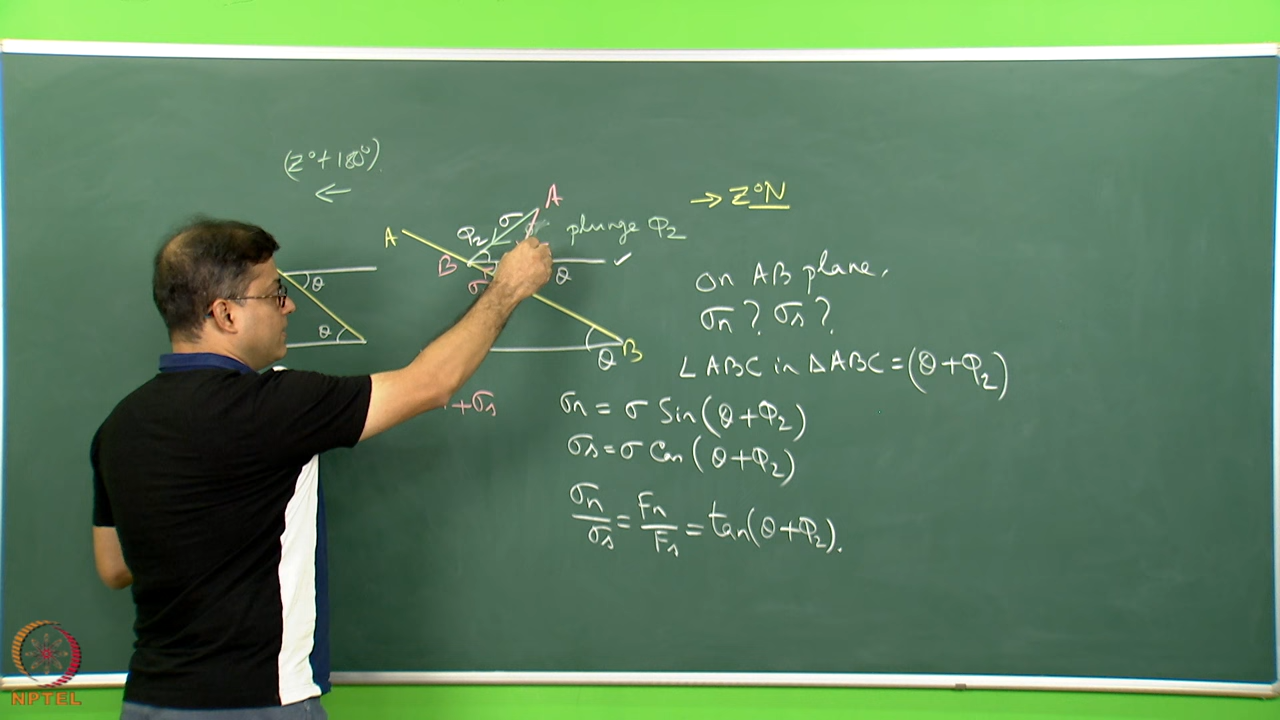 (Z°+180°).
←
→ Z°N
A
A
σ
φ₂
plunge φ₂
B
θ
✓
θ
σ
θ
θ
B
On AB plane,
σn? σs?
∠ABC in △ABC = (θ+φ₂)
+σs
σn = σ Sin(θ+φ₂)
σs = σ Cos(θ+φ₂)
σn/σs = Fn/Fs = tan(θ+φ₂).
NPTEL